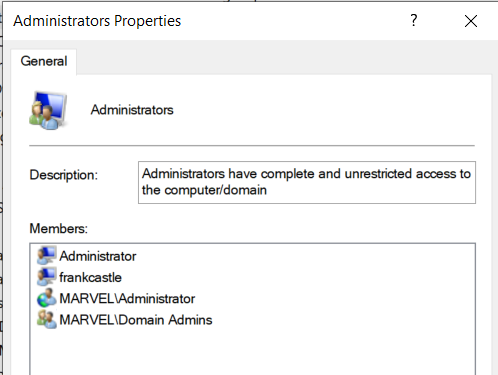 Administrators Properties
?
General
Administrators
Description:
Administrators have complete and unrestricted access to
the computer/domain
Members:
Administrator
frankcastle
MARVEL\Administrator
MARVEL\Domain Admins